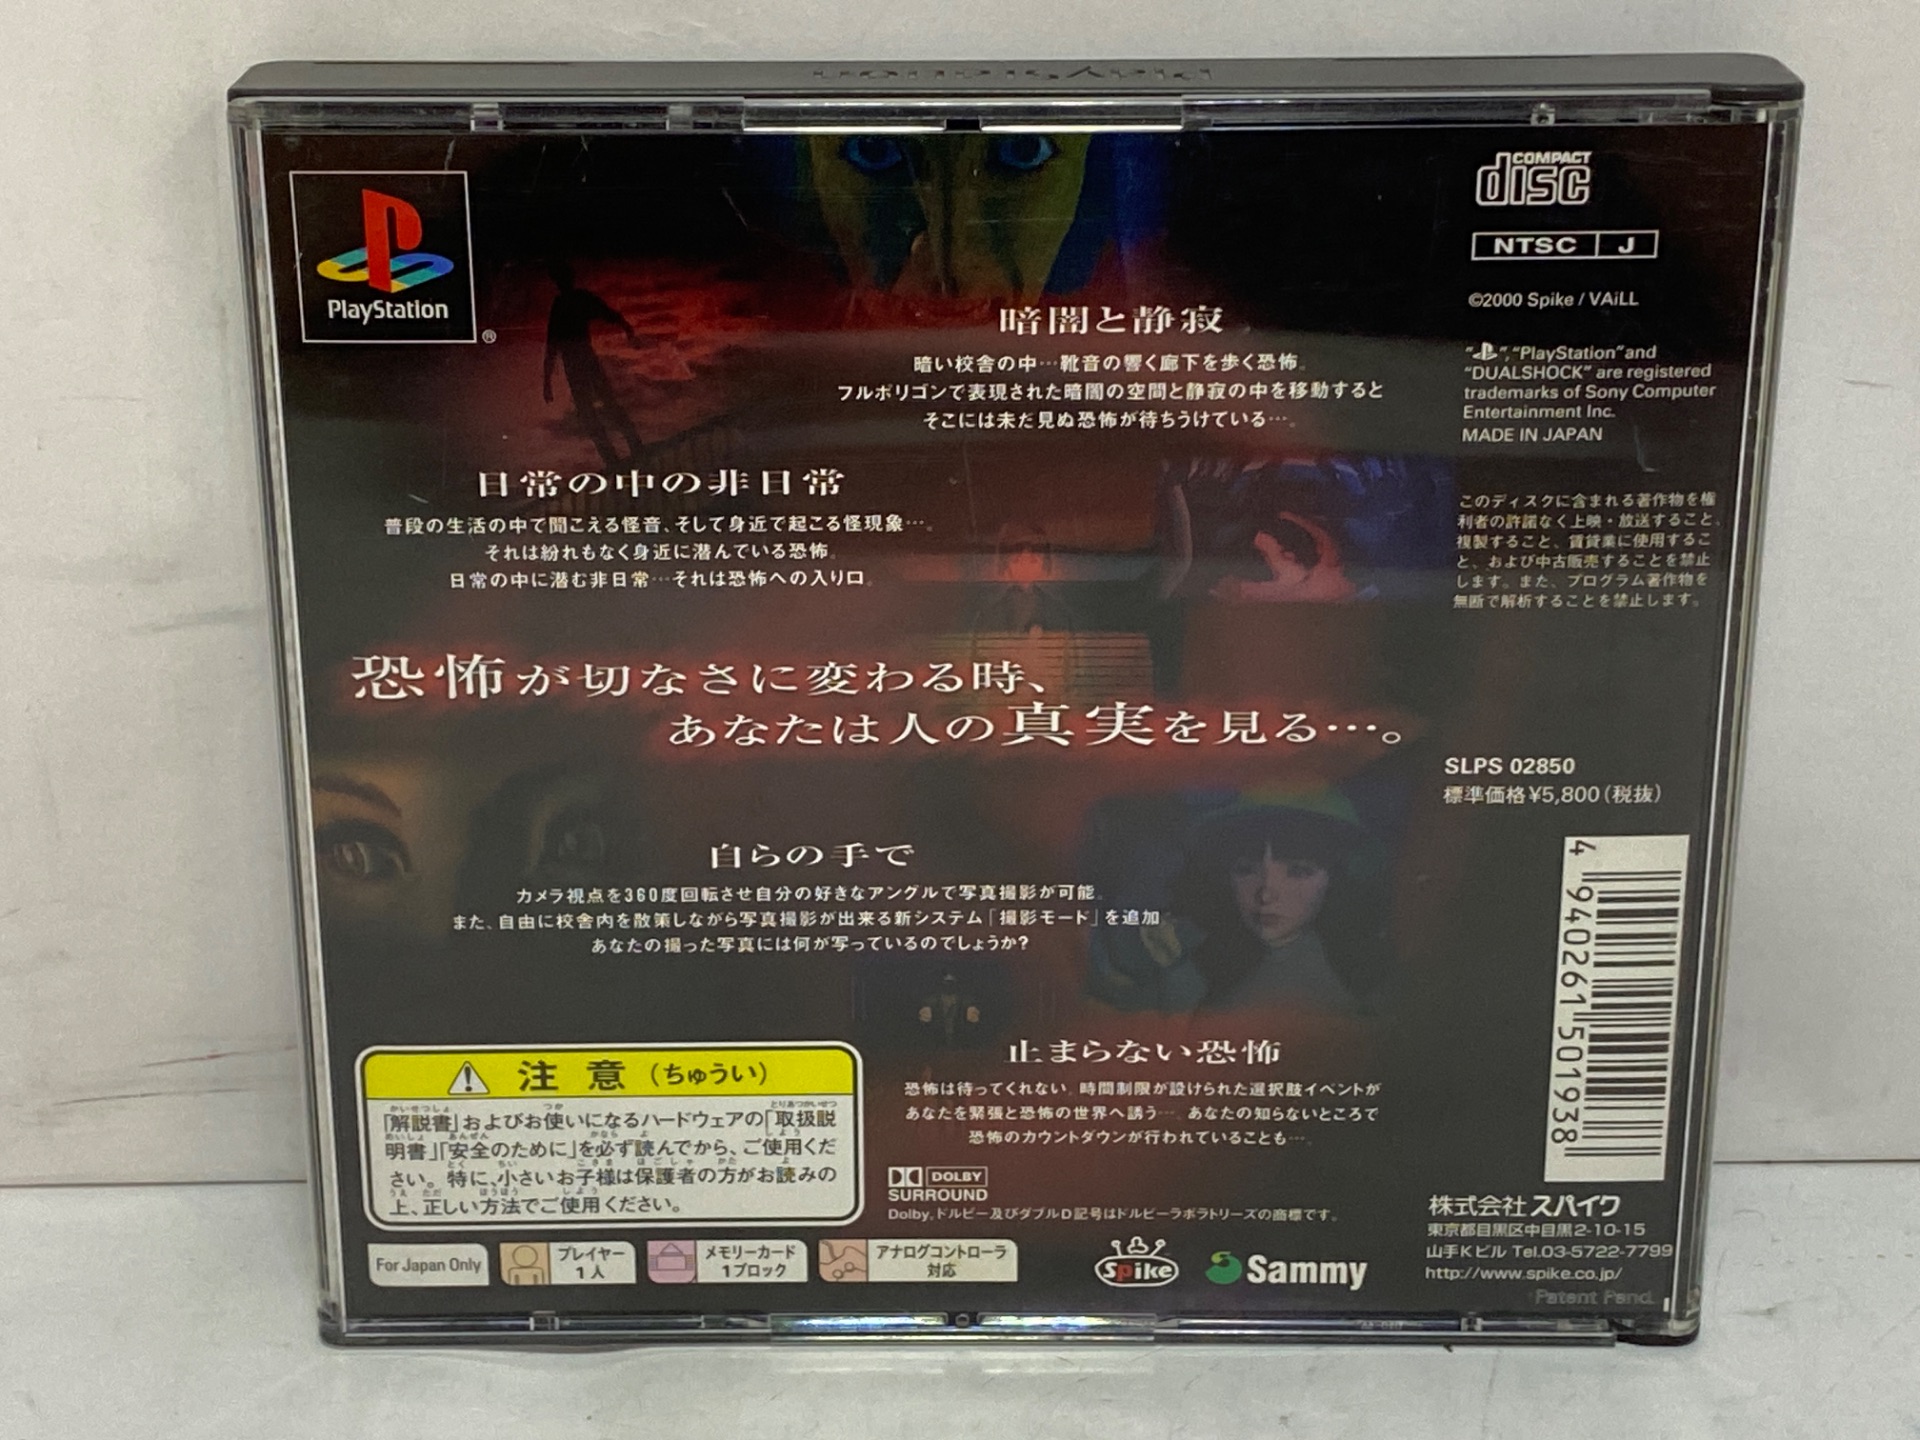 PlayStation
PlayStation
®
COMPACT
disc
NTSC J
©2000 Spike / VAiLL
"PlayStation" and
"DUALSHOCK" are registered
trademarks of Sony Computer
Entertainment Inc.
MADE IN JAPAN
暗闇と静寂
暗い校舎の中…靴音の響く廊下を歩く恐怖。
フルポリゴンで表現された暗闇の空間と静寂の中を移動すると
そこには未だ見ぬ恐怖が待ちうけている…。
日常の中の非日常
普段の生活の中で聞こえる怪音、そして身近で起こる怪現象…。
それは紛れもなく身近に潜んでいる恐怖。
日常の中に潜む非日常…それは恐怖への入り口。
このディスクに含まれる著作物を権
利者の許諾なく上映・放送すること、
複製すること、賃貸業に使用するこ
と、および中古販売することを禁止
します。また、プログラム著作物を
無断で解析することを禁止します。
恐怖が切なさに変わる時、
あなたは人の真実を見る…。
SLPS 02850
標準価格¥5,800(税抜)
自らの手で
カメラ視点を360度回転させ自分の好きなアングルで写真撮影が可能。
また、自由に校舎内を散策しながら写真撮影が出来る新システム「撮影モード」を追加
あなたの撮った写真には何が写っているのでしょうか?
4940261501938
止まらない恐怖
恐怖は待ってくれない。時間制限が設けられた選択肢イベントが
あなたを緊張と恐怖の世界へ誘う…。あなたの知らないところで
恐怖のカウントダウンが行われていることも…。
注意(ちゅうい)
「解説書」およびお使いになるハードウェアの「取扱説
明書」「安全のために」を必ず読んでから、ご使用くだ
さい。特に、小さいお子様は保護者の方がお読みの
上、正しい方法でご使用ください。
DOLBY
SURROUND
Dolby、ドルビー及びダブルD記号はドルビーラボラトリーズの商標です。
For Japan Only
プレイヤー
1人
メモリーカード
1ブロック
アナログコントローラ
対応
Spike
Sammy
株式会社スパイク
東京都目黒区中目黒2-10-15
山手Kビル Tel.03-5722-7799
http://www.spike.co.jp/
Patent Pend.